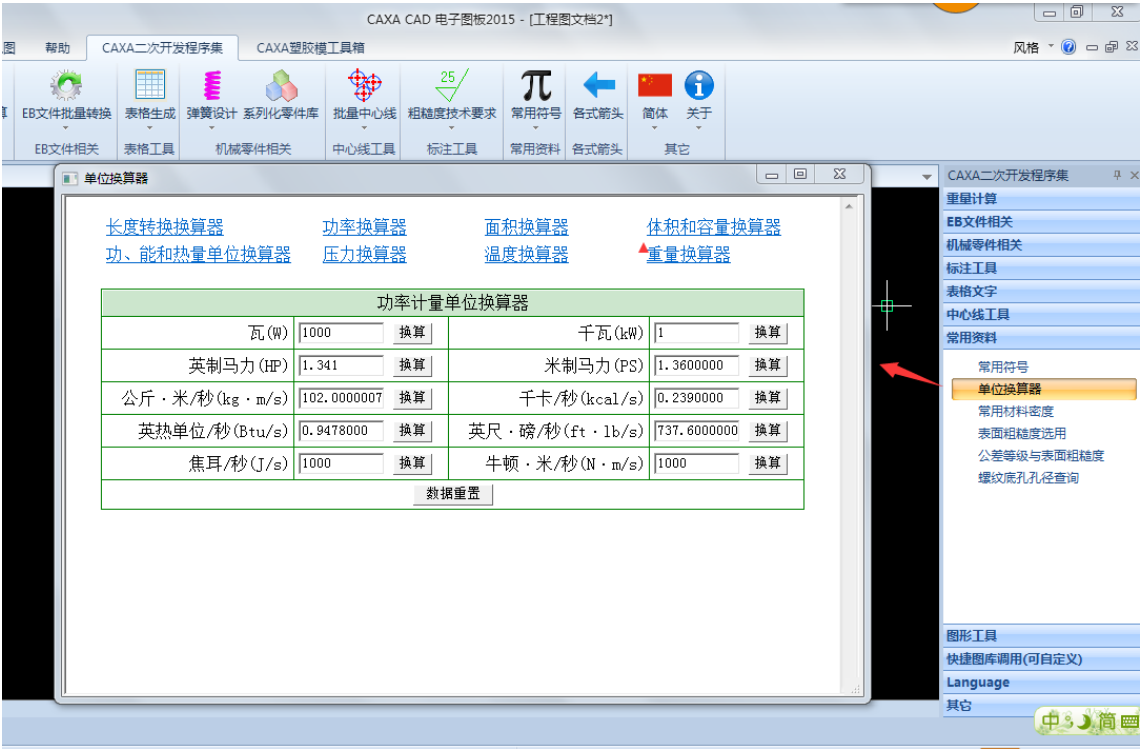 CAXA CAD 电子图板2015 - [工程图文档2*]
图 帮助 CAXA二次开发程序集 CAXA塑胶模工具箱 风格
EB文件批量转换 表格生成 弹簧设计 系列化零件库 批量中心线 粗糙度技术要求 常用符号 各式箭头 简体 关于
25
EB文件相关 表格工具 机械零件相关 中心线工具 标注工具 常用资料 各式箭头 其它
单位换算器
长度转换换算器 功率换算器 面积换算器 体积和容量换算器
功、能和热量单位换算器 压力换算器 温度换算器 重量换算器
功率计量单位换算器
瓦(W) 1000 换算 千瓦(kW) 1 换算
英制马力(HP) 1.341 换算 米制马力(PS) 1.3600000 换算
公斤·米/秒(kg·m/s) 102.0000007 换算 千卡/秒(kcal/s) 0.2390000 换算
英热单位/秒(Btu/s) 0.9478000 换算 英尺·磅/秒(ft·lb/s) 737.6000000 换算
焦耳/秒(J/s) 1000 换算 牛顿·米/秒(N·m/s) 1000 换算
数据重置
CAXA二次开发程序集
重量计算
EB文件相关
机械零件相关
标注工具
表格文字
中心线工具
常用资料
常用符号
单位换算器
常用材料密度
表面粗糙度选用
公差等级与表面粗糙度
螺纹底孔孔径查询
图形工具
快捷图库调用(可自定义)
Language
其它
中 简